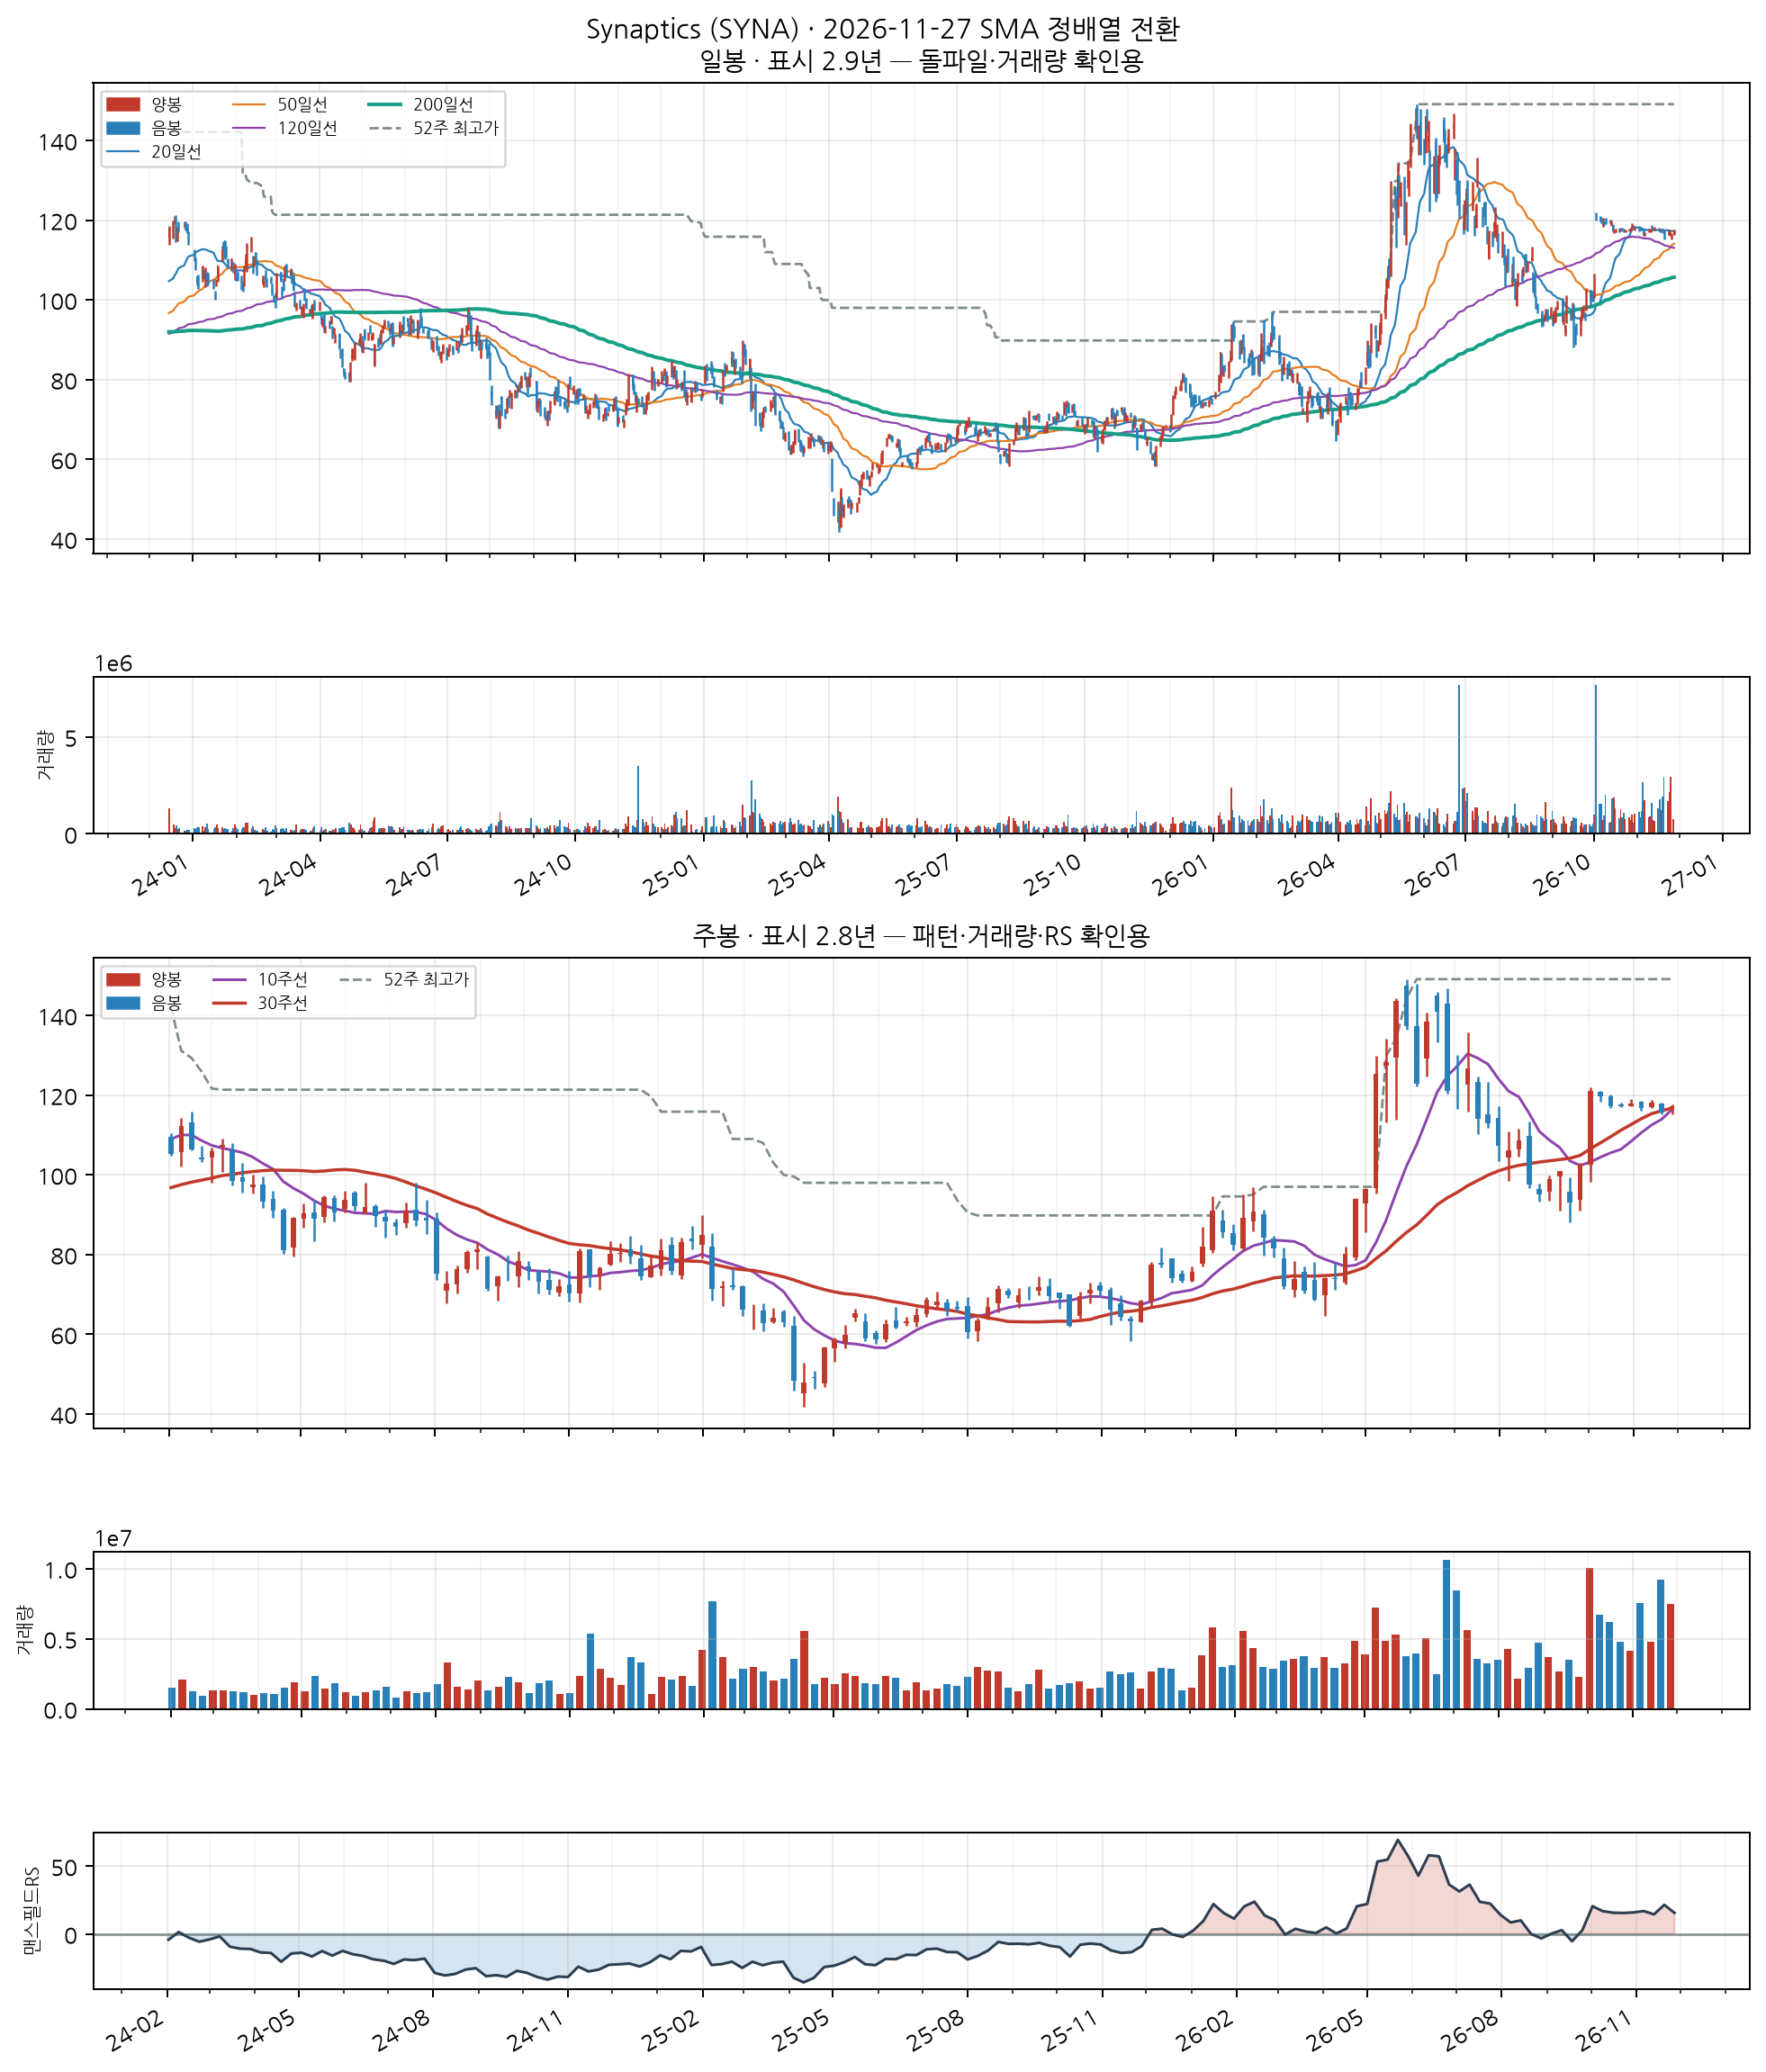 Synaptics (SYNA) · 2026-11-27 SMA 정배열 전환
일봉 · 표시 2.9년 — 돌파일·거래량 확인용
양봉 50일선 200일선
음봉 120일선 52주 최고가
20일선
140
120
100
80
60
40
1e6
거래량
5
0
24-01 24-04 24-07 24-10 25-01 25-04 25-07 25-10 26-01 26-04 26-07 26-10 27-01
주봉 · 표시 2.8년 — 패턴·거래량·RS 확인용
양봉 10주선 52주 최고가
음봉 30주선
140
120
100
80
60
40
1e7
거래량
1.0
0.5
0.0
맨스필드RS
50
0
24-02 24-05 24-08 24-11 25-02 25-05 25-08 25-11 26-02 26-05 26-08 26-11